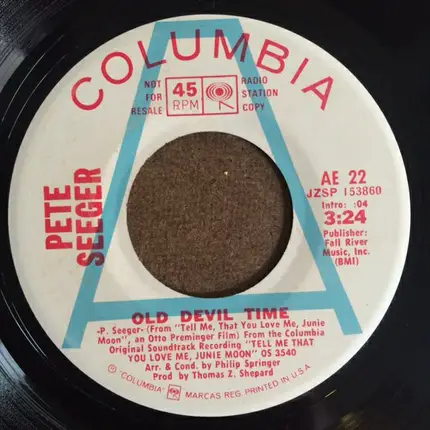 COLUMBIA
NOT
FOR
RESALE
45
RPM
RADIO
STATION
COPY
PETE
SEEGER
AE 22
JZSP 153860
Intro: :04
3:24
Publisher:
Fall River
Music, Inc.
(BMI)
OLD DEVIL TIME
-P. Seeger- (From "Tell Me, That You Love Me, Junie
Moon", an Otto Preminger Film) From the Columbia
Original Soundtrack Recording "TELL ME THAT
YOU LOVE ME, JUNIE MOON" OS 3540
Arr. & Cond. by Philip Springer
Prod by Thomas Z. Shepard
Ⓟ "COLUMBIA" MARCAS REG. PRINTED IN U.S.A.